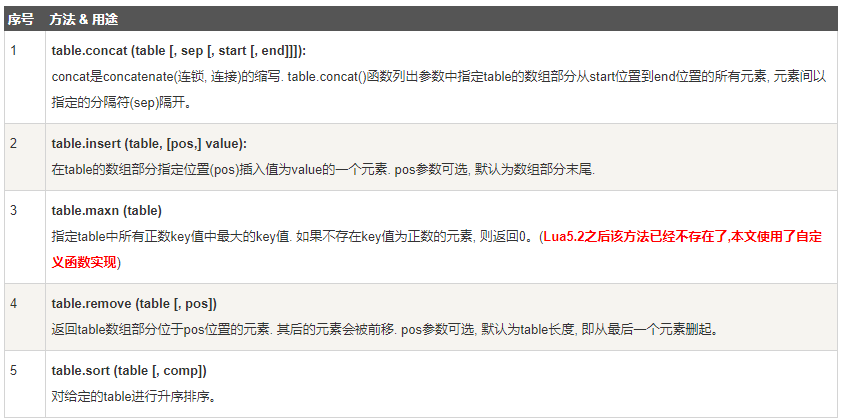 序号 方法 & 用途
1 table.concat (table [, sep [, start [, end]]]):
concat是concatenate(连锁, 连接)的缩写. table.concat()函数列出参数中指定table的数组部分从start位置到end位置的所有元素, 元素间以
指定的分隔符(sep)隔开。
2 table.insert (table, [pos,] value):
在table的数组部分指定位置(pos)插入值为value的一个元素. pos参数可选, 默认为数组部分末尾.
3 table.maxn (table)
指定table中所有正数key值中最大的key值. 如果不存在key值为正数的元素, 则返回0。(Lua5.2之后该方法已经不存在了,本文使用了自定
义函数实现)
4 table.remove (table [, pos])
返回table数组部分位于pos位置的元素. 其后的元素会被前移. pos参数可选, 默认为table长度, 即从最后一个元素删起。
5 table.sort (table [, comp])
对给定的table进行升序排序。